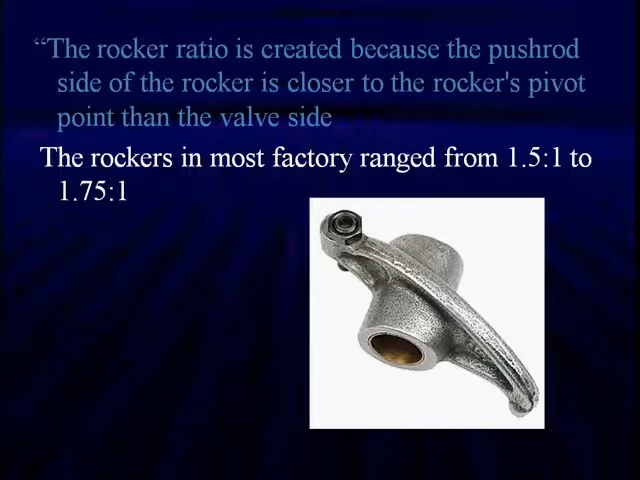 “The rocker ratio is created because the pushrod
side of the rocker is closer to the rocker's pivot
point than the valve side
The rockers in most factory ranged from 1.5:1 to
1.75:1